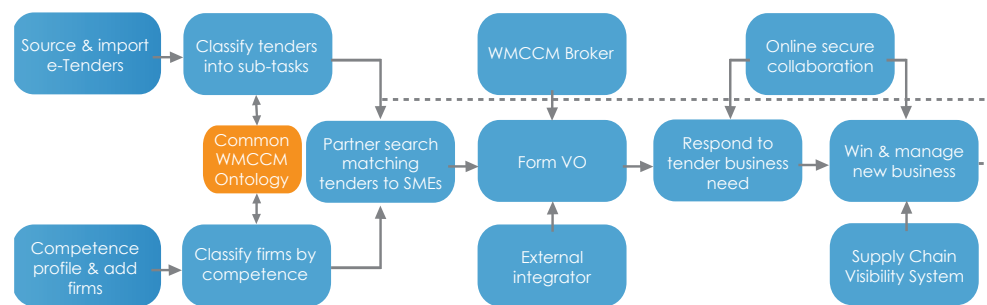 Source & import
e-Tenders
Classify tenders
into sub-tasks
WMCCM Broker
Online secure
collaboration
Common
WMCCM
Ontology
Partner search
matching
tenders to SMEs
Form VO
Respond to
tender business
need
Win & manage
new business
Competence
profile & add
firms
Classify firms by
competence
External
integrator
Supply Chain
Visibility System